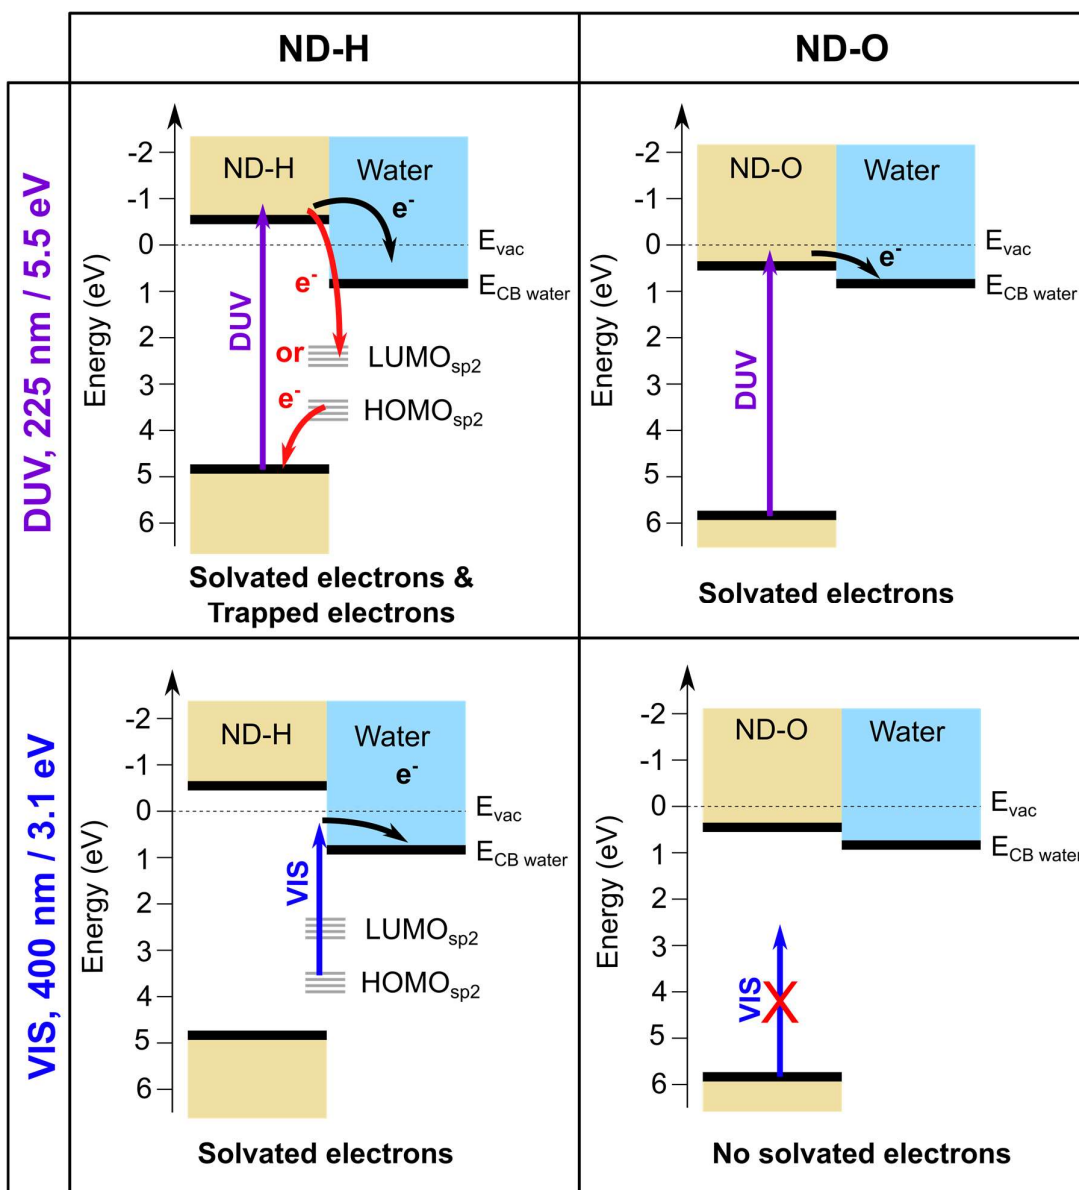 ND-H
ND-O
DUV, 225 nm / 5.5 eV
Energy (eV)
-2
-1
0
1
2
3
4
5
6
ND-H
Water
e-
Evac
ECB water
e-
DUV
or
LUMOsp2
e-
HOMOsp2
Solvated electrons &
Trapped electrons
Energy (eV)
-2
-1
0
1
2
3
4
5
6
ND-O
Water
e-
Evac
ECB water
DUV
Solvated electrons
VIS, 400 nm / 3.1 eV
Energy (eV)
-2
-1
0
1
2
3
4
5
6
ND-H
Water
e-
Evac
ECB water
VIS
LUMOsp2
HOMOsp2
Solvated electrons
Energy (eV)
-2
-1
0
1
2
3
4
5
6
ND-O
Water
Evac
ECB water
VIS
X
No solvated electrons